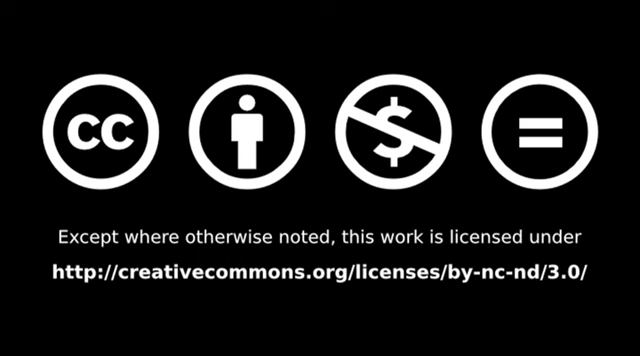 cc $ =
Except where otherwise noted, this work is licensed under
http://creativecommons.org/licenses/by-nc-nd/3.0/